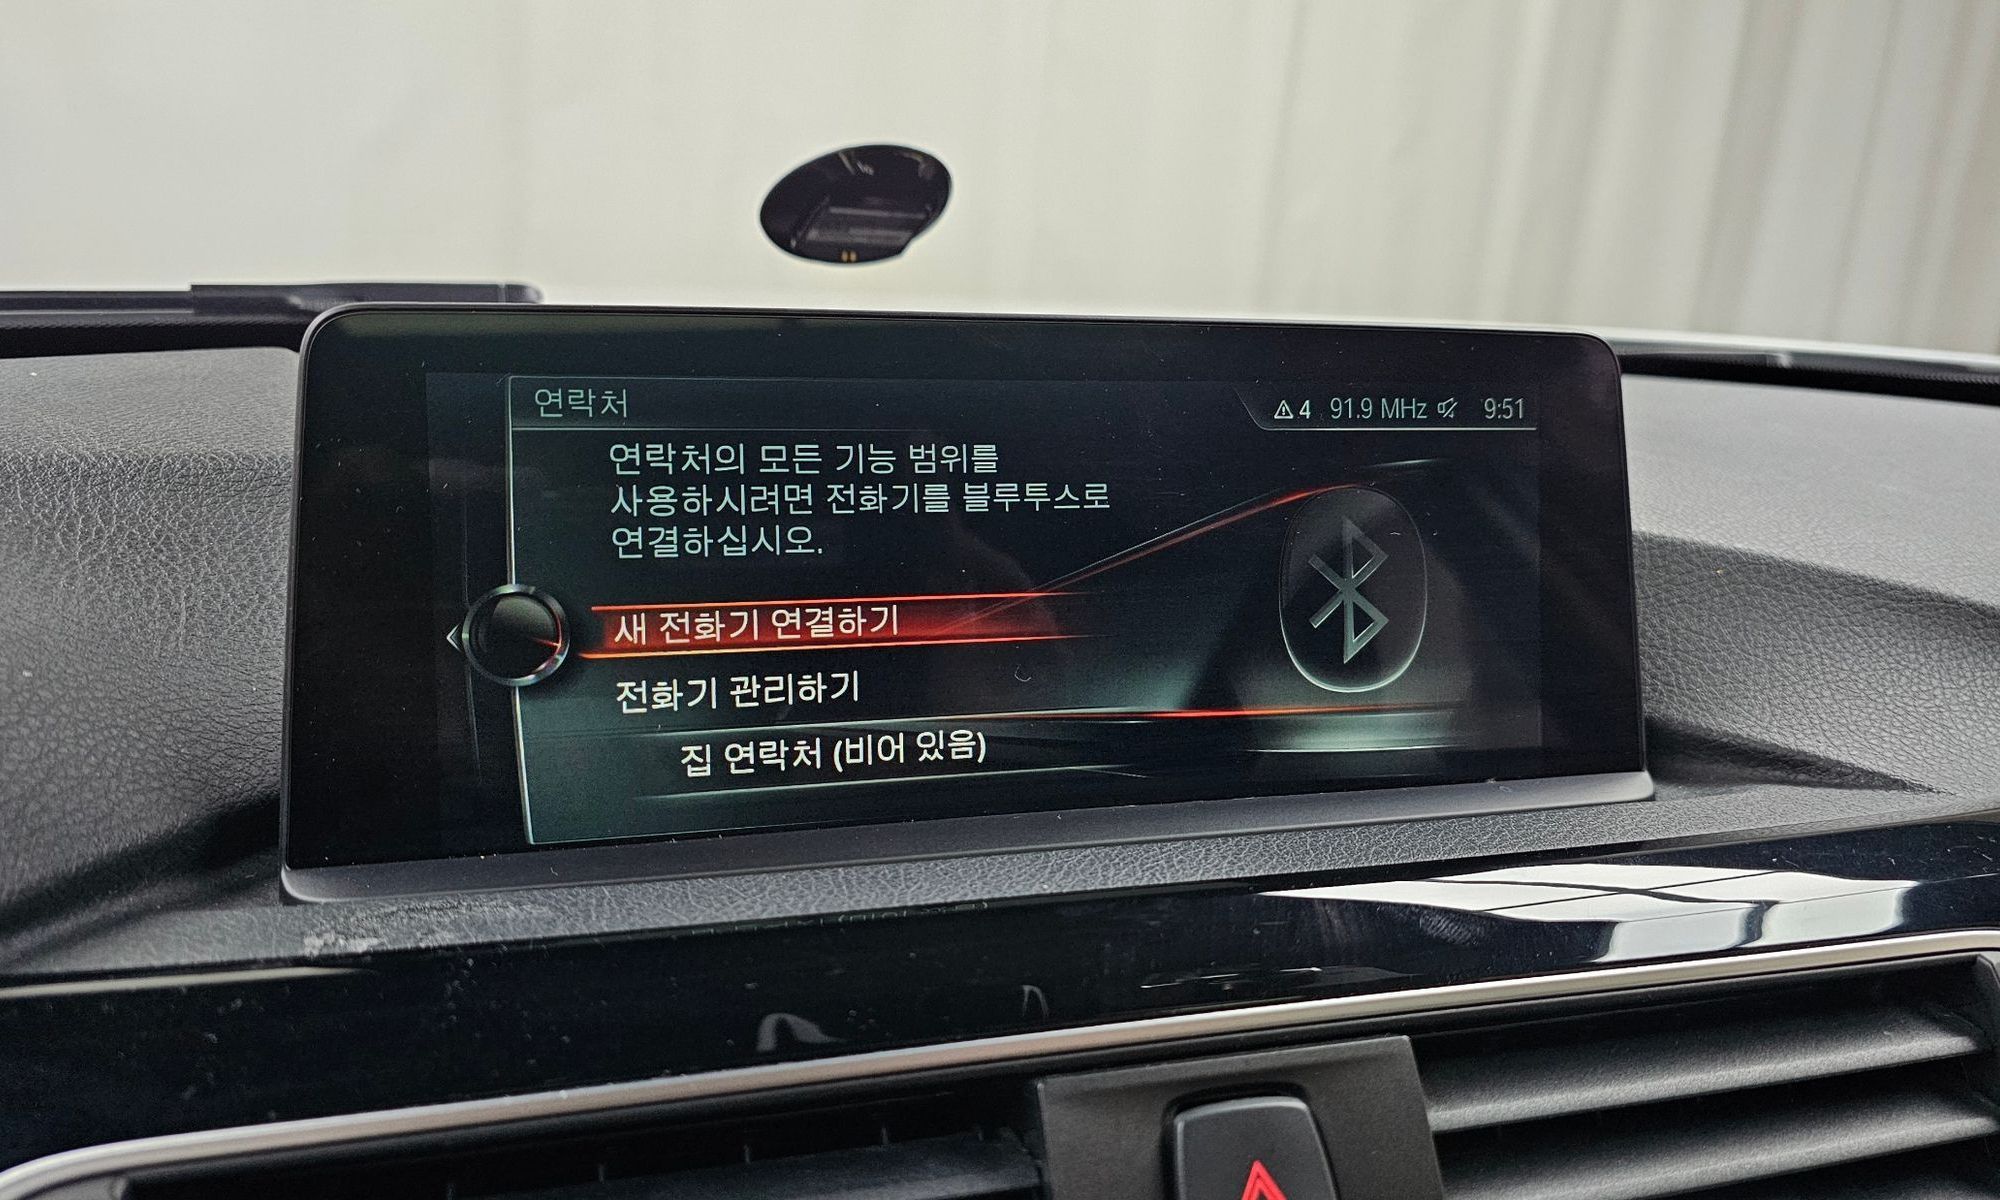 연락처
4 91.9 MHz 9:51
연락처의 모든 기능 범위를
사용하시려면 전화기를 블루투스로
연결하십시오.
새 전화기 연결하기
전화기 관리하기
집 연락처 (비어 있음)